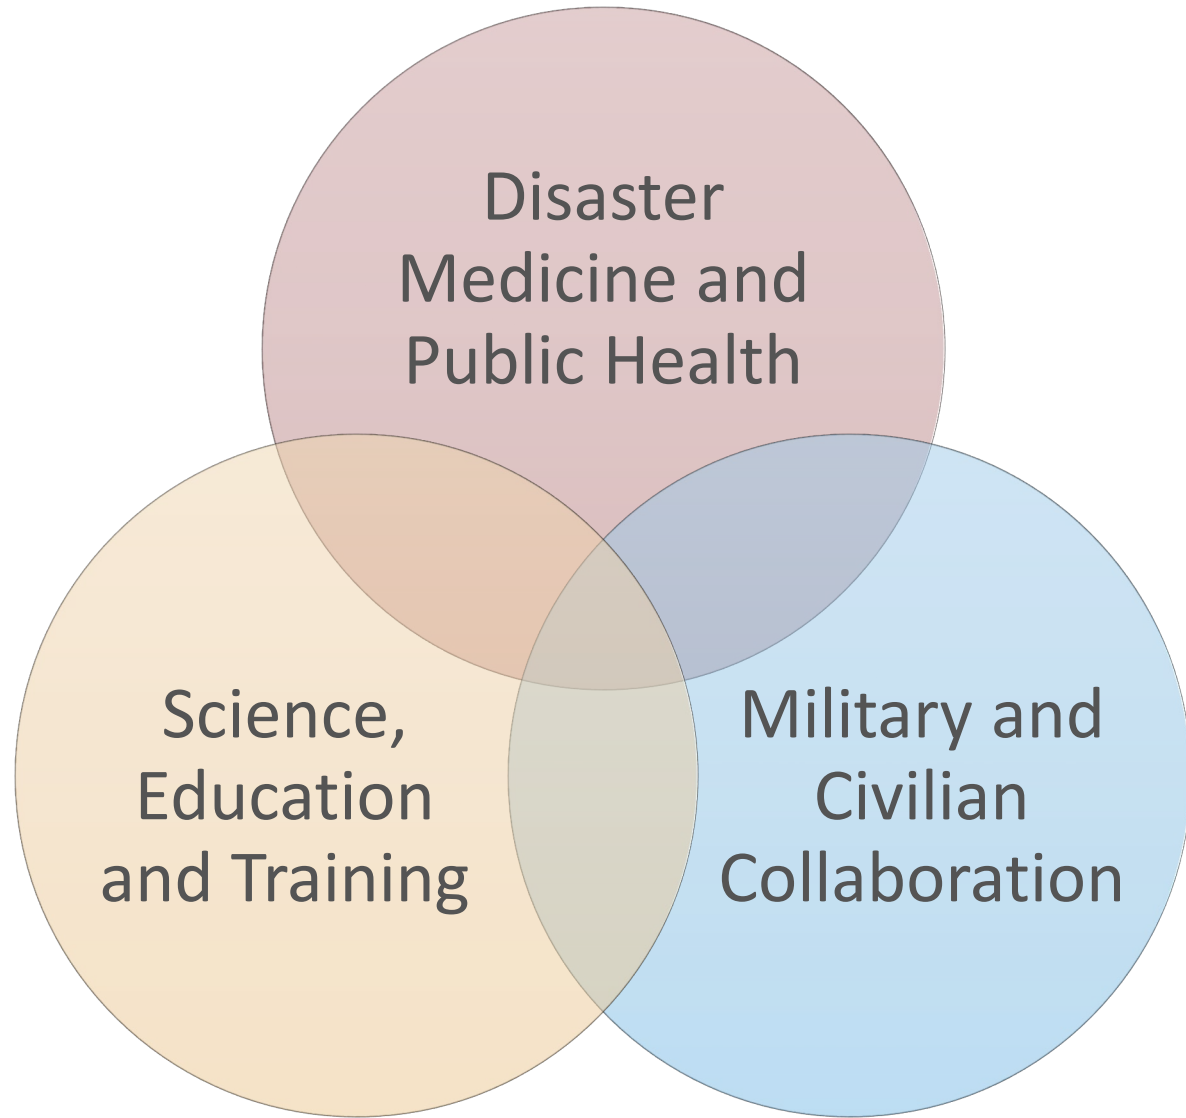 Disaster
Medicine and
Public Health
Science,
Education
and Training
Military and
Civilian
Collaboration